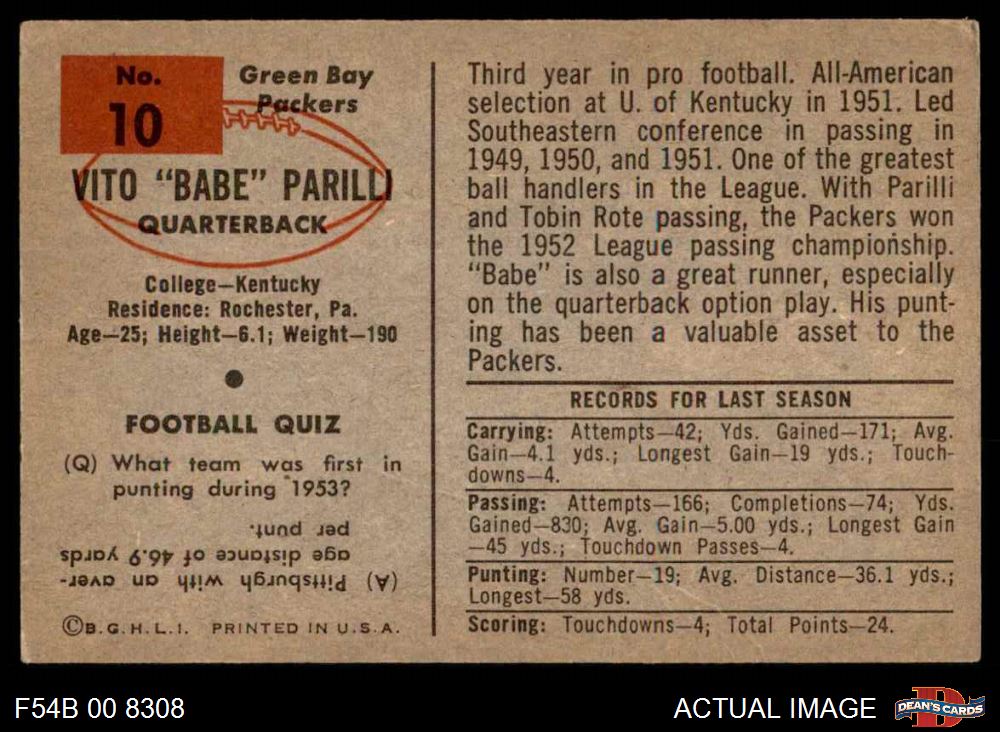 No.
10
Green Bay
Packers
VITO “BABE” PARILLI
QUARTERBACK
College—Kentucky
Residence: Rochester, Pa.
Age—25; Height—6.1; Weight—190
FOOTBALL QUIZ
(Q) What team was first in
punting during 1953?
(A) Pittsburgh with an aver-
age distance of 46.9 yards
per punt.
©B.G.H.L.I. PRINTED IN U.S.A.
Third year in pro football. All-American
selection at U. of Kentucky in 1951. Led
Southeastern conference in passing in
1949, 1950, and 1951. One of the greatest
ball handlers in the League. With Parilli
and Tobin Rote passing, the Packers won
the 1952 League passing championship.
“Babe” is also a great runner, especially
on the quarterback option play. His punt-
ing has been a valuable asset to the
Packers.
RECORDS FOR LAST SEASON
Carrying: Attempts—42; Yds. Gained—171; Avg.
Gain—4.1 yds.; Longest Gain—19 yds.; Touch-
downs—4.
Passing: Attempts—166; Completions—74; Yds.
Gained—830; Avg. Gain—5.00 yds.; Longest Gain
—45 yds.; Touchdown Passes—4.
Punting: Number—19; Avg. Distance—36.1 yds.;
Longest—58 yds.
Scoring: Touchdowns—4; Total Points—24.
F54B 00 8308
ACTUAL IMAGE
DEAN'S CARDS